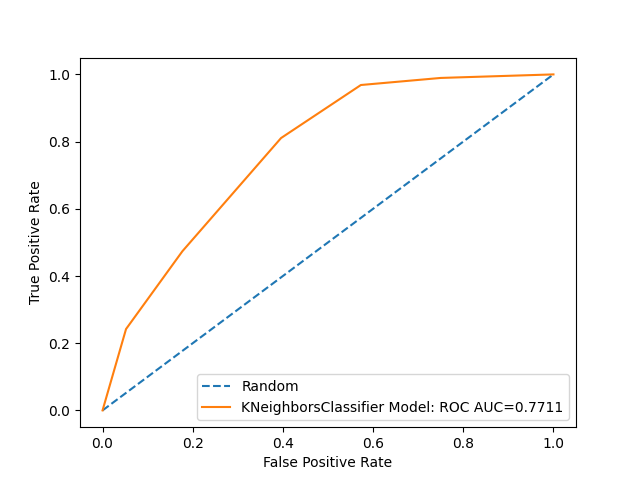 1.0
0.8
0.6
0.4
0.2
0.0
True Positive Rate
Random
KNeighborsClassifier Model: ROC AUC=0.7711
0.0 0.2 0.4 0.6 0.8 1.0
False Positive Rate